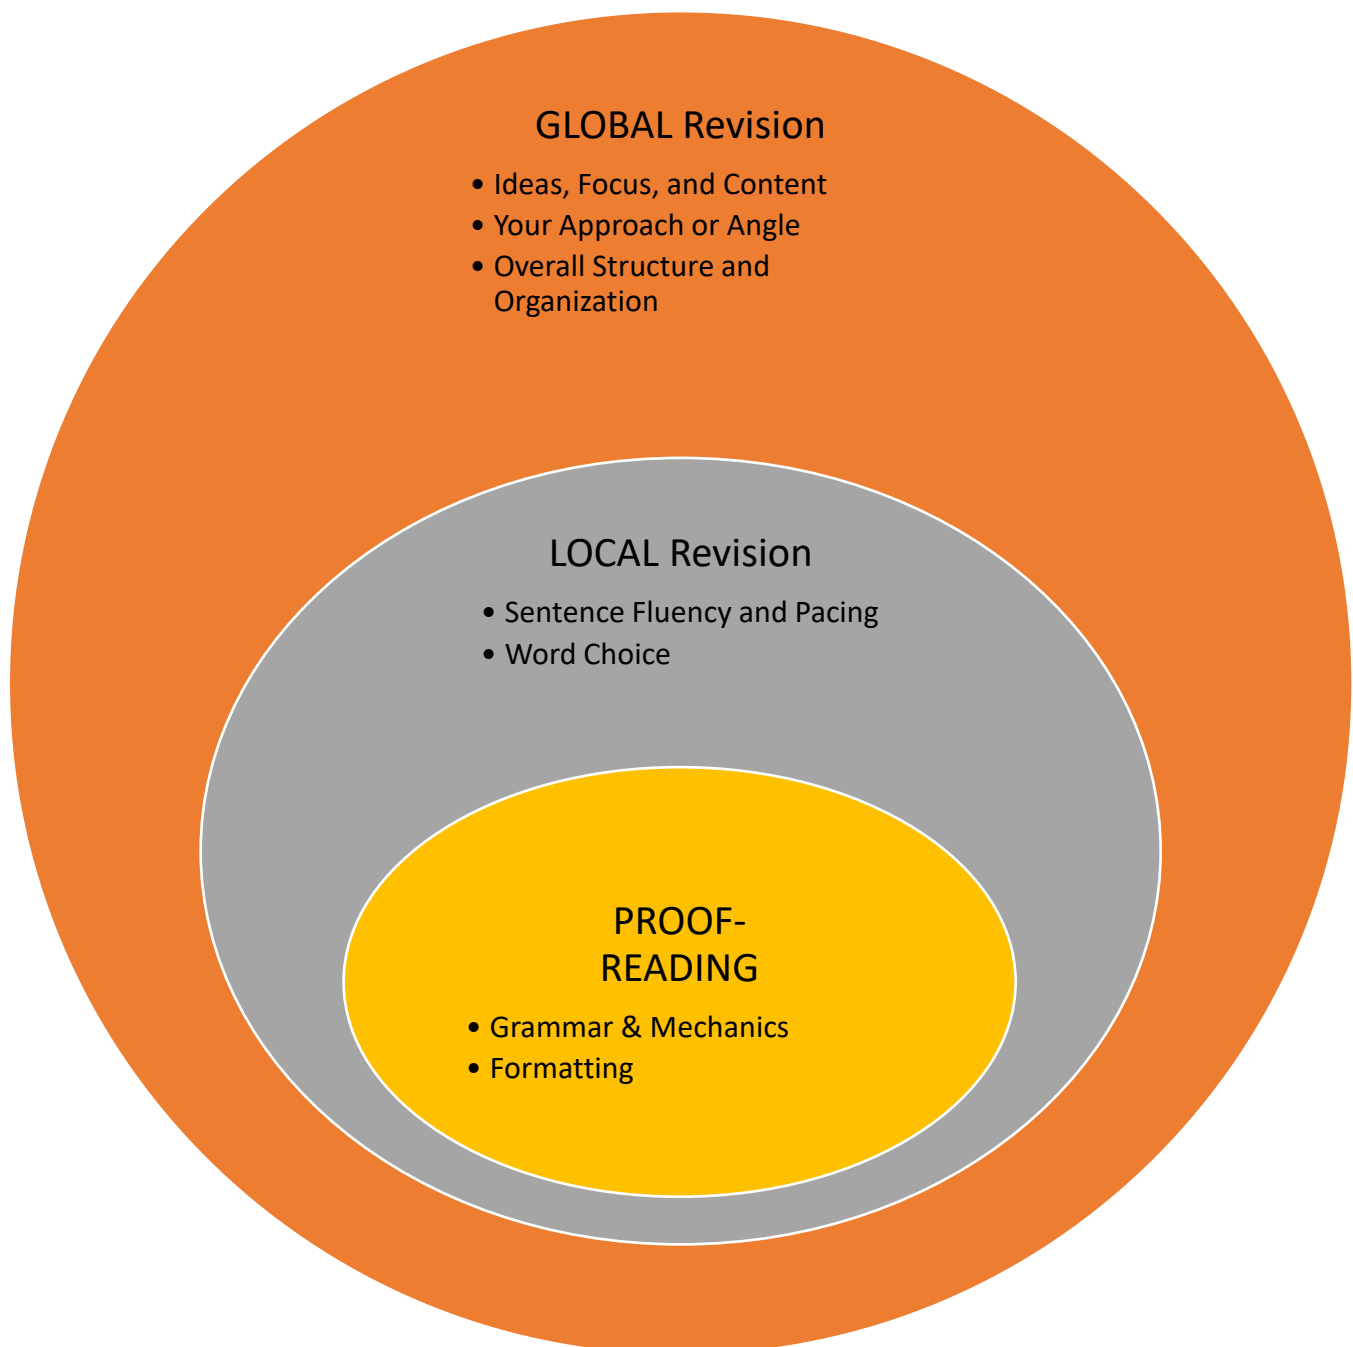 GLOBAL Revision
• Ideas, Focus, and Content
• Your Approach or Angle
• Overall Structure and
Organization
LOCAL Revision
• Sentence Fluency and Pacing
• Word Choice
PROOF-
READING
• Grammar & Mechanics
• Formatting